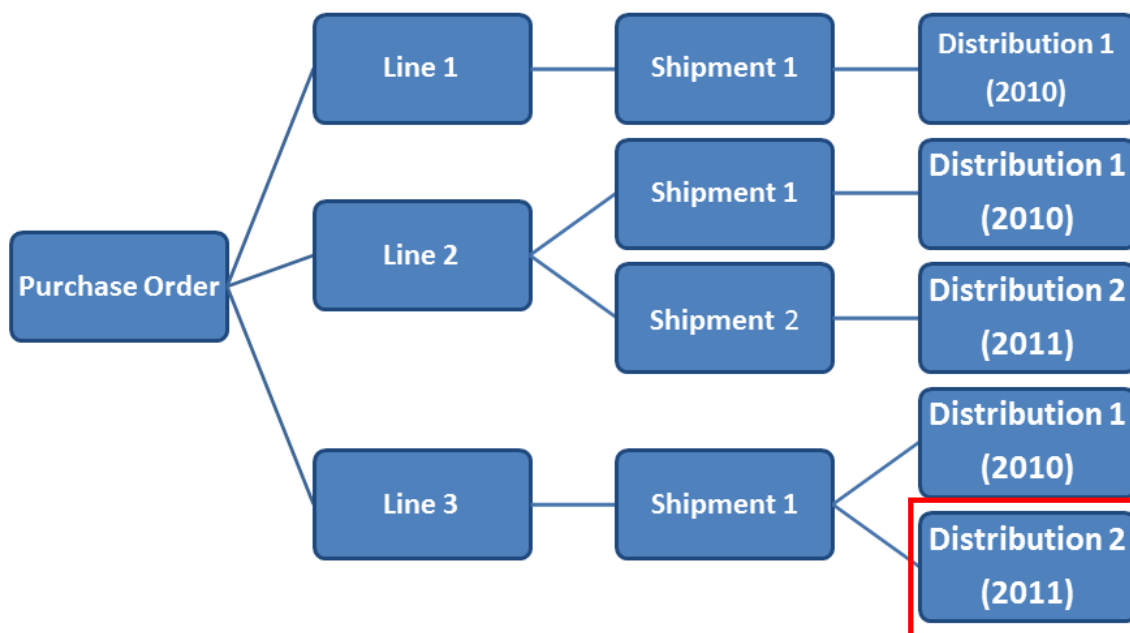 Purchase Order
Line 1
Shipment 1
Distribution 1
(2010)
Line 2
Shipment 1
Distribution 1
(2010)
Shipment 2
Distribution 2
(2011)
Line 3
Shipment 1
Distribution 1
(2010)
Distribution 2
(2011)